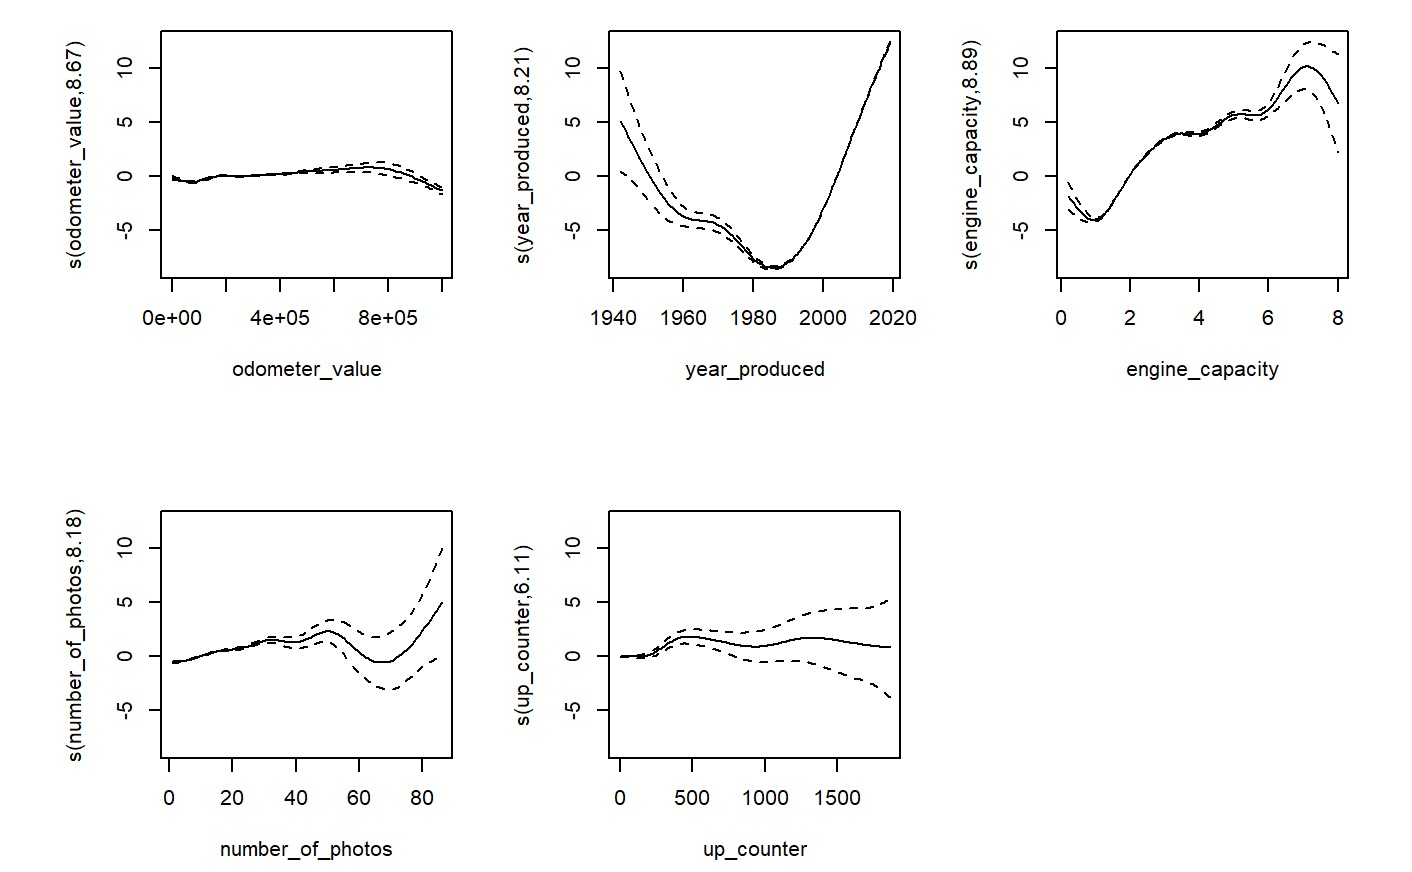 s(odometer_value,8.67)
10
5
0
-5
0e+00 4e+05 8e+05
odometer_value
s(year_produced,8.21)
10
5
0
-5
1940 1960 1980 2000 2020
year_produced
s(engine_capacity,8.89)
10
5
0
-5
0 2 4 6 8
engine_capacity
s(number_of_photos,8.18)
10
5
0
-5
0 20 40 60 80
number_of_photos
s(up_counter,6.11)
10
5
0
-5
0 500 1000 1500
up_counter